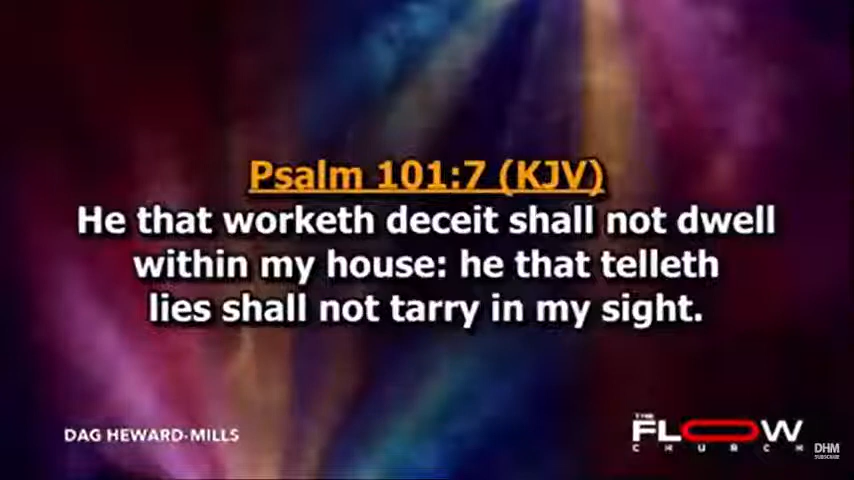 Psalm 101:7 (KJV)
He that worketh deceit shall not dwell
within my house: he that telleth
lies shall not tarry in my sight.
DAG HEWARD-MILLS
THE
FLOW
CHURCH
DHM
SUBSCRIBE